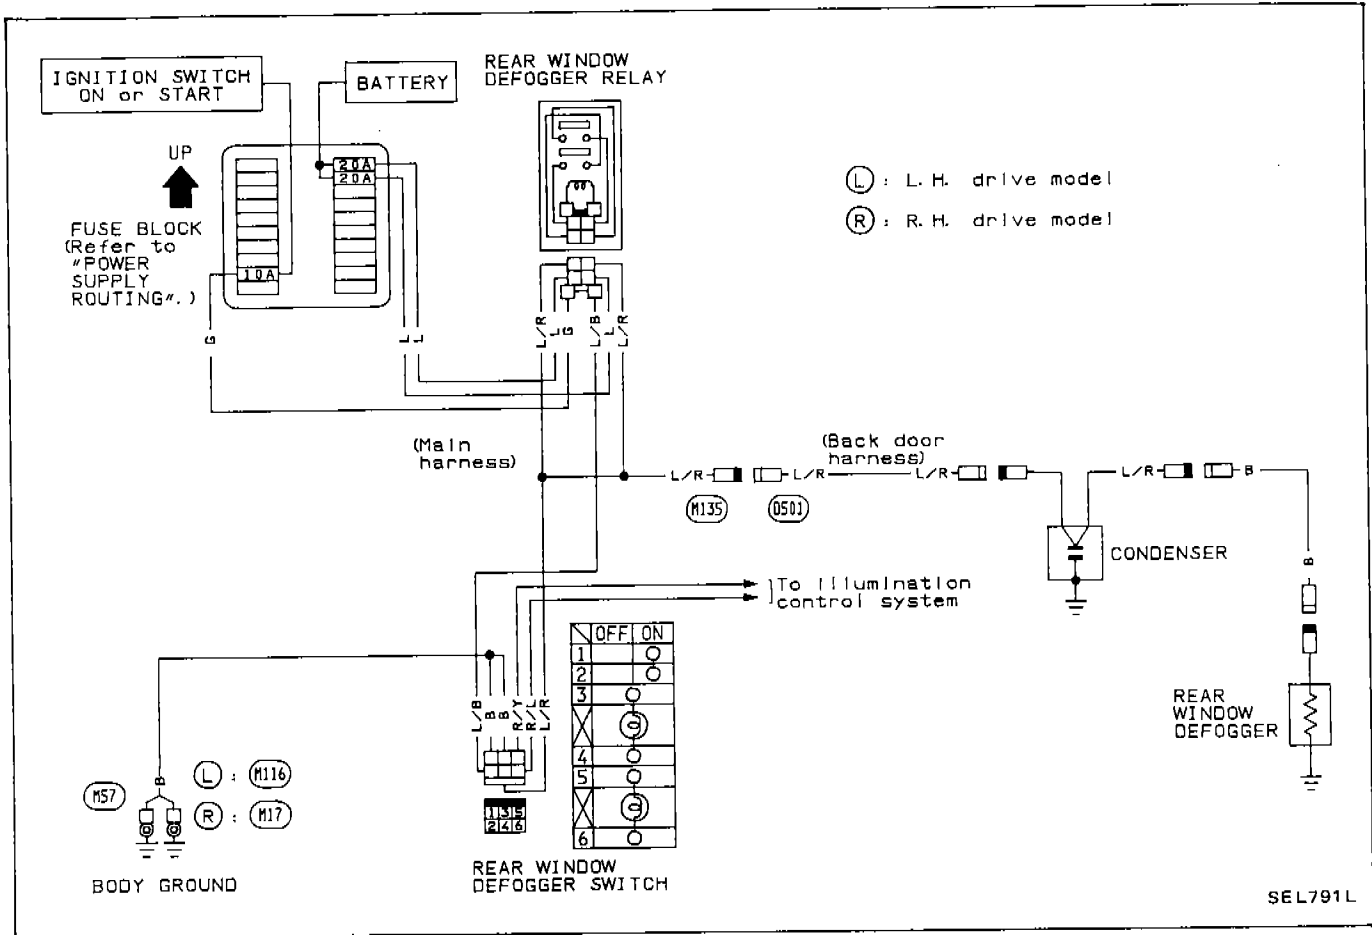 IGNITION SWITCH
ON or START
BATTERY
REAR WINDOW
DEFOGGER RELAY
UP
20A
20A
FUSE BLOCK
(Refer to
"POWER
SUPPLY
ROUTING".)
10A
L : L.H. drive model
R : R.H. drive model
G
L
L
L/R
L
G
L/B
L
L/R
(Main
harness)
(Back door
harness)
L/R
L/R
L/R
L/R
B
M135
D501
CONDENSER
B
To illumination
control system
OFF ON
1
2
3
4
5
6
L/B
B
B
R/Y
R/L
L/R
REAR
WINDOW
DEFOGGER
B
M57
L : M116
R : M17
1 3 5
2 4 6
BODY GROUND
REAR WINDOW
DEFOGGER SWITCH
SEL791L